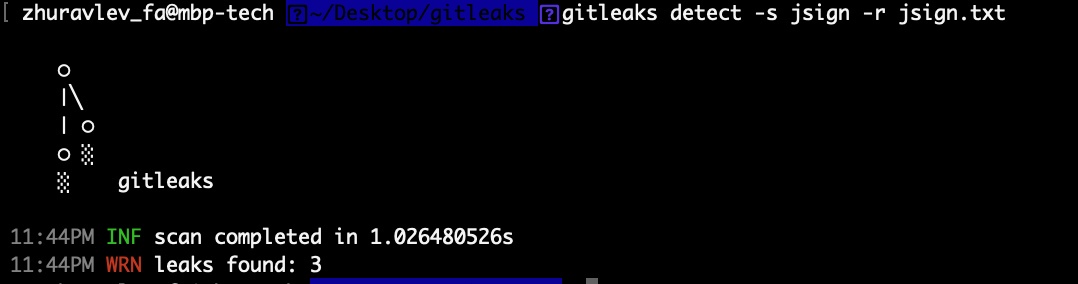 [ zhuravlev_fa@mbp-tech ~/Desktop/gitleaks gitleaks detect -s jsign -r jsign.txt
○
|\
| ○
○ ░
░ gitleaks
11:44PM INF scan completed in 1.026480526s
11:44PM WRN leaks found: 3